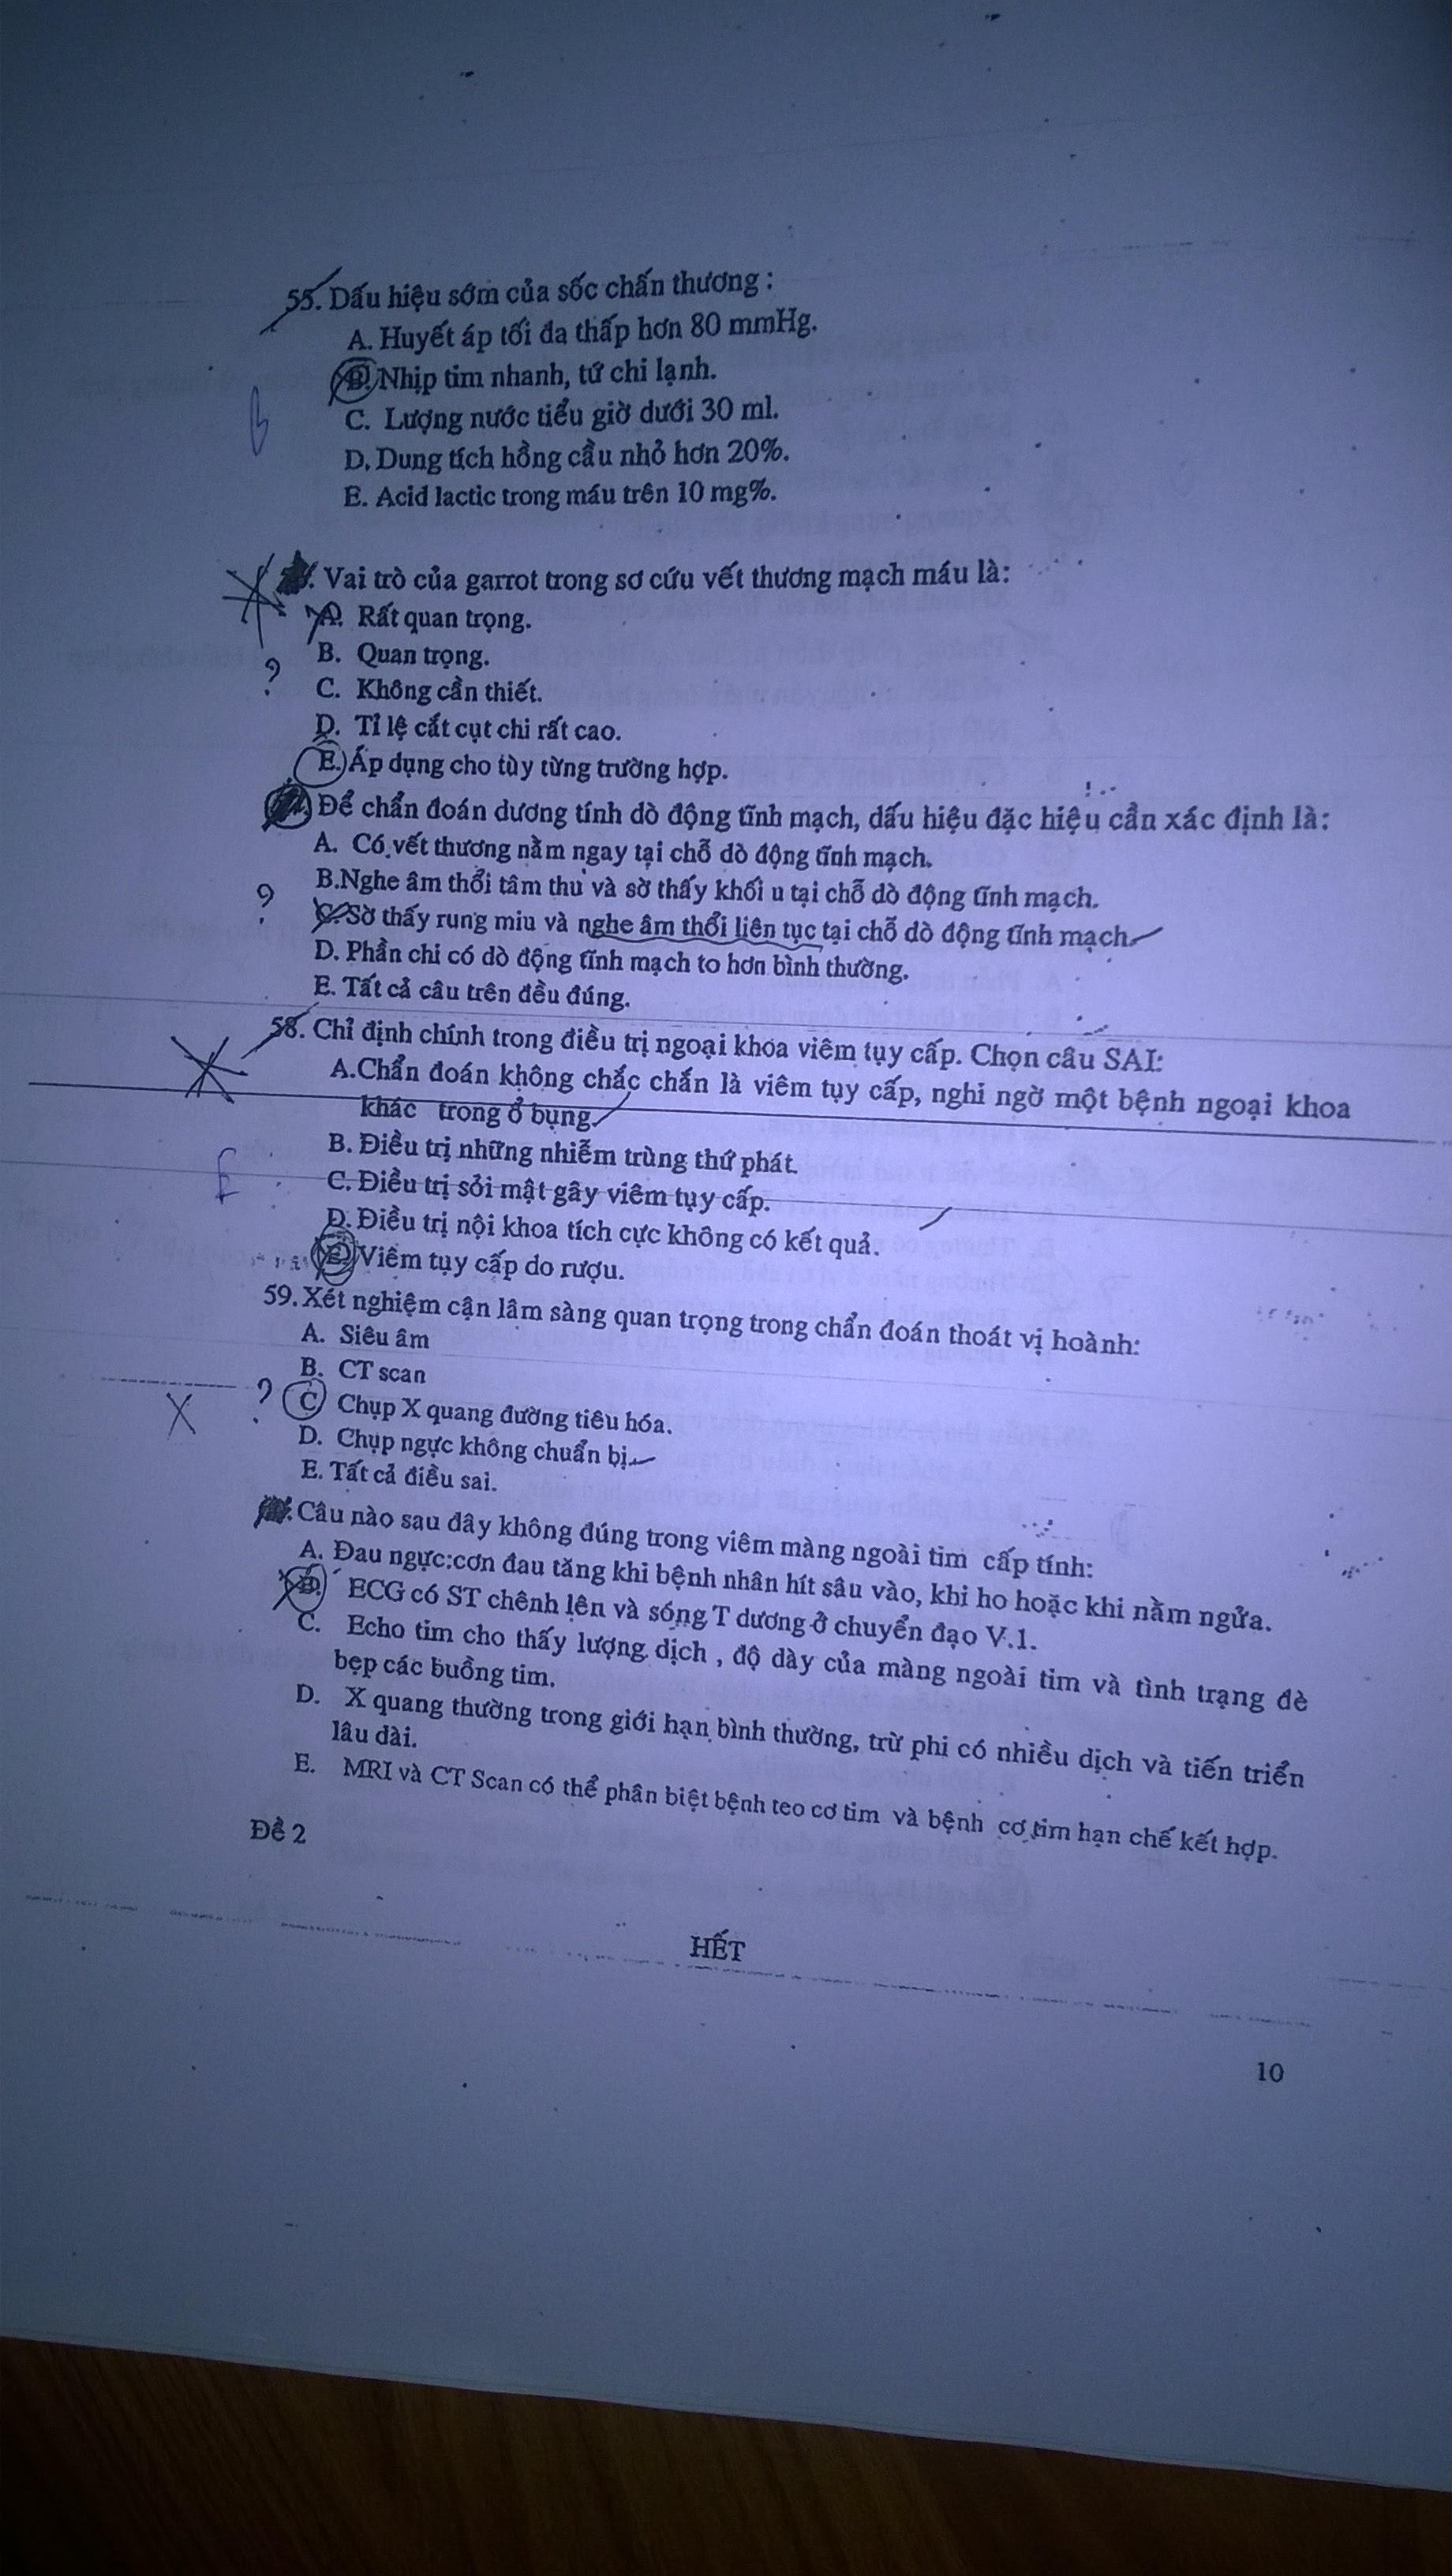 55. Dấu hiệu sớm của sốc chấn thương :
A. Huyết áp tối đa thấp hơn 80 mmHg.
B. Nhịp tim nhanh, tứ chi lạnh.
B
C. Lượng nước tiểu giờ dưới 30 ml.
D. Dung tích hồng cầu nhỏ hơn 20%.
E. Acid lactic trong máu trên 10 mg%.
Vai trò của garrot trong sơ cứu vết thương mạch máu là:
A. Rất quan trọng.
B. Quan trọng.
?
C. Không cần thiết.
D. Tỉ lệ cắt cụt chi rất cao.
E. Áp dụng cho tùy từng trường hợp.
Để chẩn đoán dương tính dò động tĩnh mạch, dấu hiệu đặc hiệu cần xác định là:
A. Có vết thương nằm ngay tại chỗ dò động tĩnh mạch.
B.Nghe âm thổi tâm thu và sờ thấy khối u tại chỗ dò động tĩnh mạch.
?
C. Sờ thấy rung miu và nghe âm thổi liên tục tại chỗ dò động tĩnh mạch.
D. Phần chi có dò động tĩnh mạch to hơn bình thường.
E. Tất cả câu trên đều đúng.
58. Chỉ định chính trong điều trị ngoại khoa viêm tụy cấp. Chọn câu SAI:
A.Chẩn đoán không chắc chắn là viêm tụy cấp, nghi ngờ một bệnh ngoại khoa
khác trong ổ bụng.
B. Điều trị những nhiễm trùng thứ phát.
E
C. Điều trị sỏi mật gây viêm tụy cấp.
D. Điều trị nội khoa tích cực không có kết quả.
E. Viêm tụy cấp do rượu.
59. Xét nghiệm cận lâm sàng quan trọng trong chẩn đoán thoát vị hoành:
A. Siêu âm
B. CT scan
X ?
C Chụp X quang đường tiêu hóa.
D. Chụp ngực không chuẩn bị.
E. Tất cả điều sai.
Câu nào sau đây không đúng trong viêm màng ngoài tim cấp tính:
A. Đau ngực:cơn đau tăng khi bệnh nhân hít sâu vào, khi ho hoặc khi nằm ngửa.
B. ECG có ST chênh lên và sóng T dương ở chuyển đạo V.1.
C. Echo tim cho thấy lượng dịch , độ dày của màng ngoài tim và tình trạng đè
bẹp các buồng tim.
D. X quang thường trong giới hạn bình thường, trừ phi có nhiều dịch và tiến triển
lâu dài.
E. MRI và CT Scan có thể phân biệt bệnh teo cơ tim và bệnh cơ tim hạn chế kết hợp.
Đề 2
HẾT
10